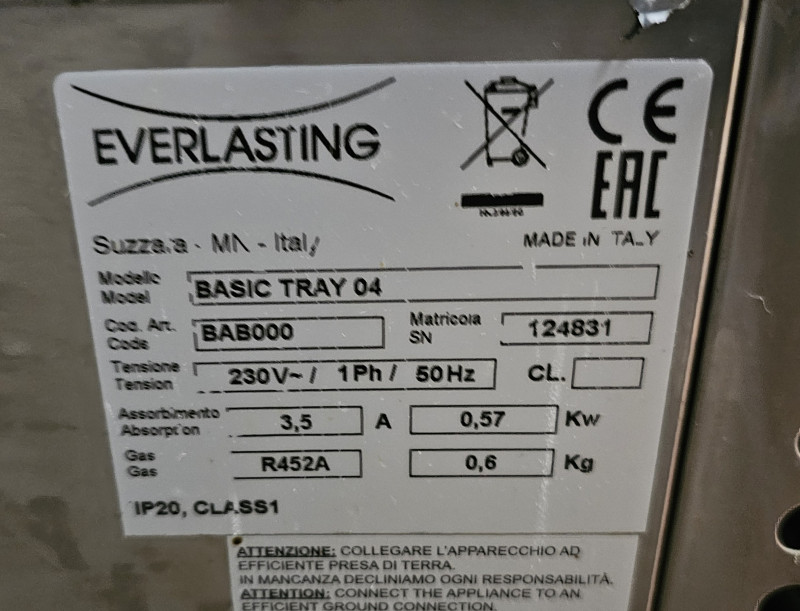 EVERLASTING
CE
EAC
Suzzara - MN - Italy
MADE IN ITALY
Modello
Model
BASIC TRAY 04
Cod. Art.
Code
BAB000
Matricola
SN
124831
Tensione
Tension
230V~ / 1Ph / 50Hz
CL.
Assorbimento
Absorption
3,5 A
0,57 Kw
Gas
Gas
R452A
0,6 Kg
IP20, CLASS1
ATTENZIONE: COLLEGARE L'APPARECCHIO AD
EFFICIENTE PRESA DI TERRA.
IN MANCANZA DECLINIAMO OGNI RESPONSABILITÀ.
ATTENTION: CONNECT THE APPLIANCE TO AN
EFFICIENT GROUND CONNECTION.